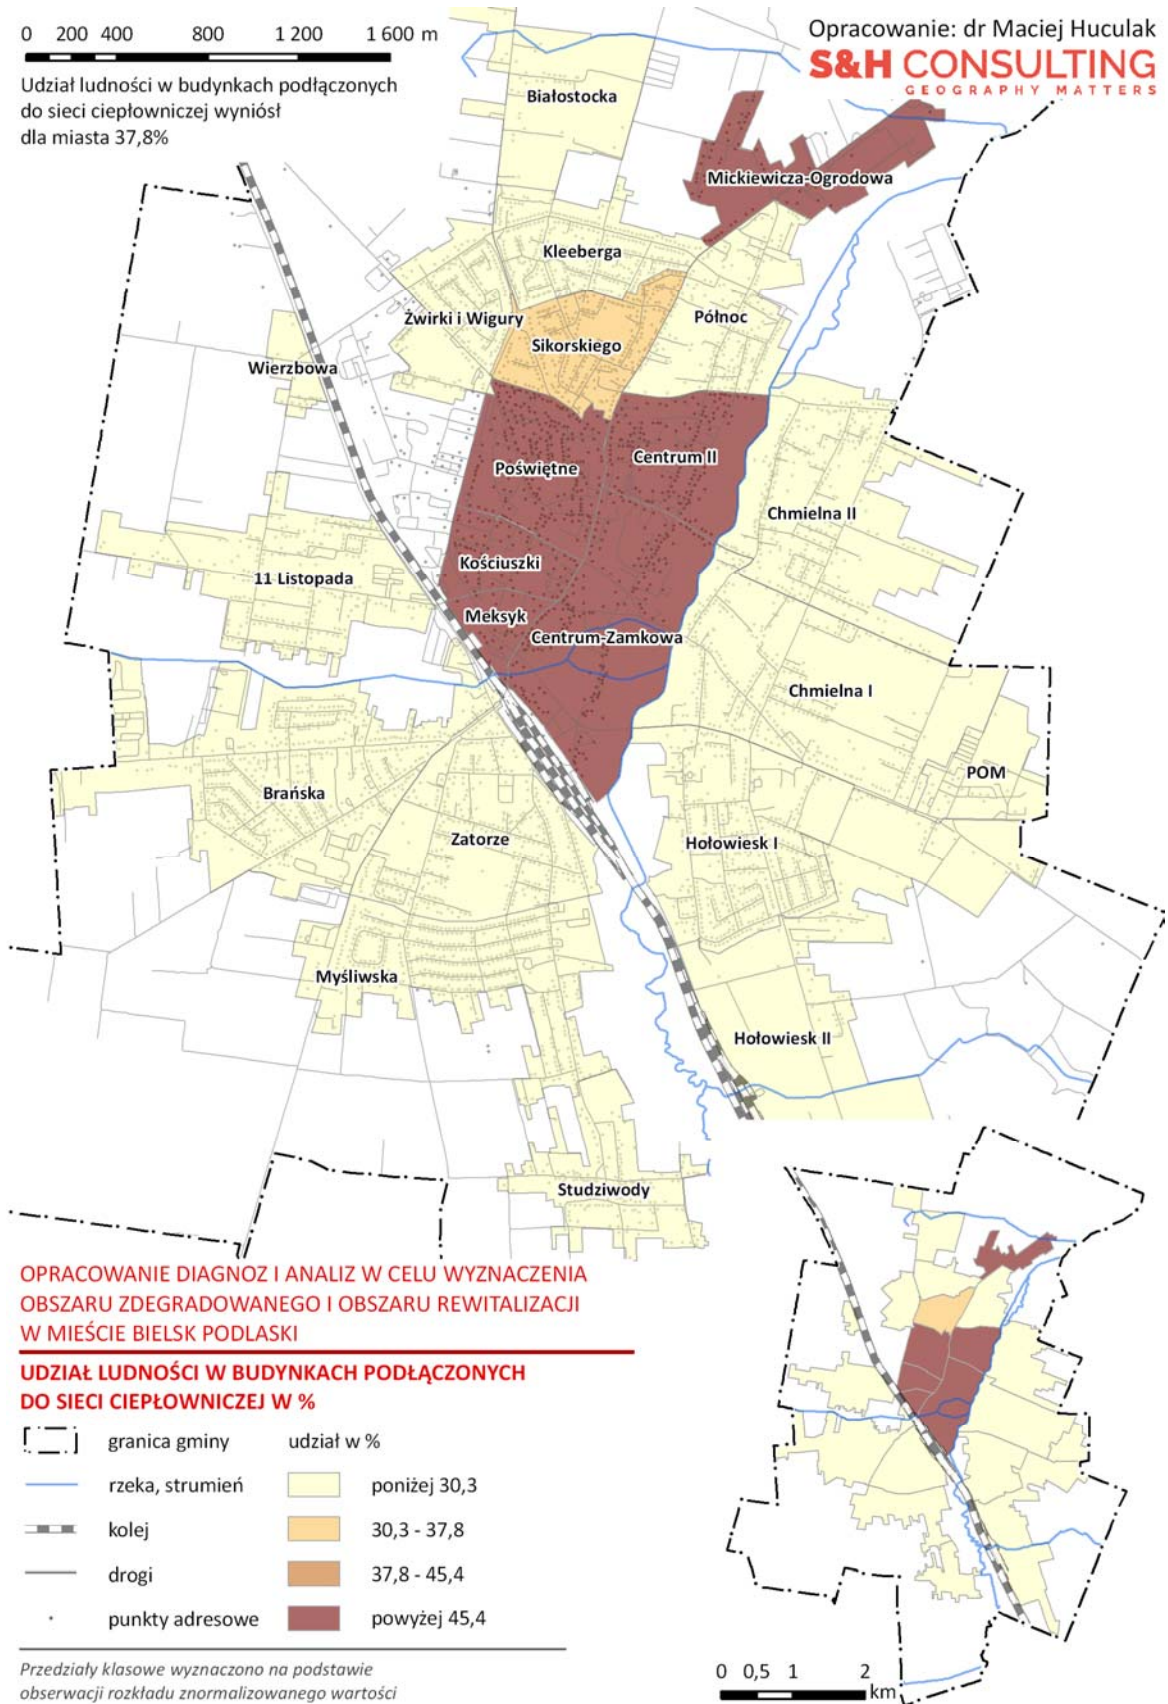 0 200 400 800 1 200 1 600 m
Udział ludności w budynkach podłączonych
do sieci ciepłowniczej wyniósł
dla miasta 37,8%
Opracowanie: dr Maciej Huculak
S&H CONSULTING
GEOGRAPHY MATTERS
Białostocka
Mickiewicza-Ogrodowa
Kleeberga
Żwirki i Wigury
Północ
Sikorskiego
Wierzbowa
Poświętne
Centrum II
Chmielna II
Kościuszki
11 Listopada
Meksyk
Centrum-Zamkowa
Chmielna I
POM
Brańska
Zatorze
Hołowiesk I
Myśliwska
Hołowiesk II
Studziwody
OPRACOWANIE DIAGNOZ I ANALIZ W CELU WYZNACZENIA
OBSZARU ZDEGRADOWANEGO I OBSZARU REWITALIZACJI
W MIEŚCIE BIELSK PODLASKI
UDZIAŁ LUDNOŚCI W BUDYNKACH PODŁĄCZONYCH
DO SIECI CIEPŁOWNICZEJ W %
granica gminy udział w %
rzeka, strumień poniżej 30,3
kolej 30,3 - 37,8
drogi 37,8 - 45,4
punkty adresowe powyżej 45,4
Przedziały klasowe wyznaczono na podstawie
obserwacji rozkładu znormalizowanego wartości
0 0,5 1 2
km